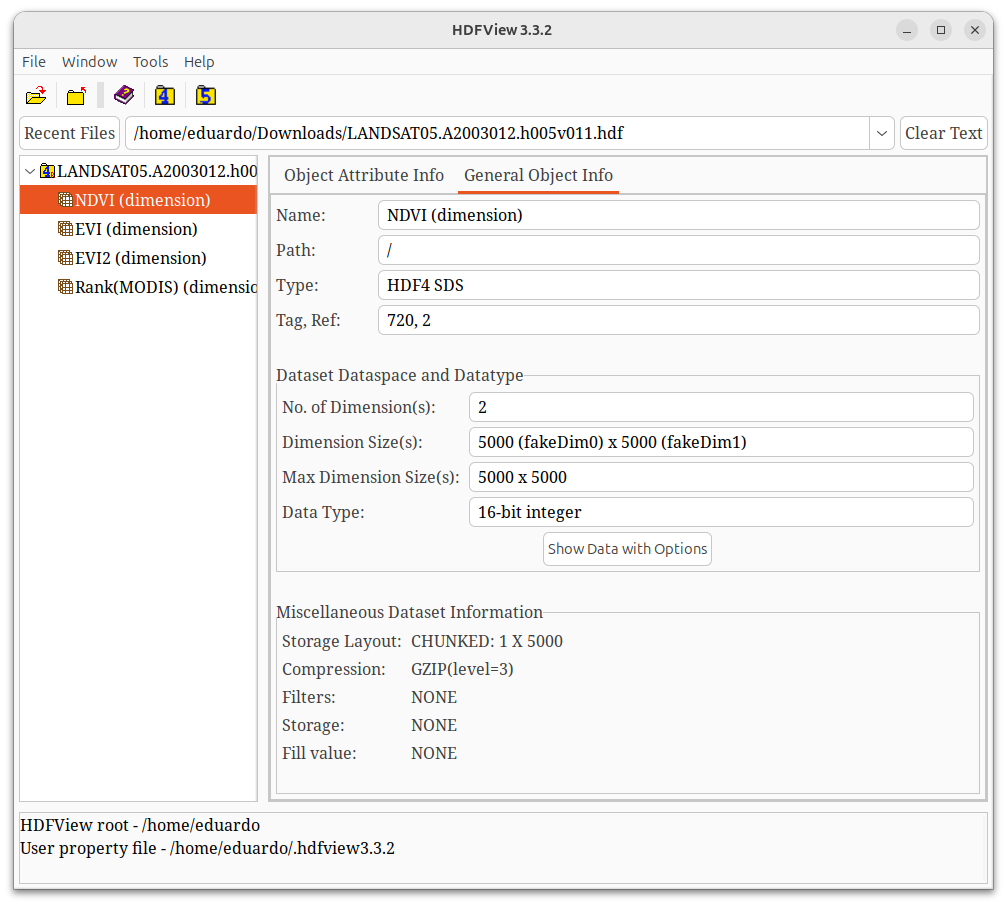 HDFView 3.3.2
File Window Tools Help
4 5
Recent Files /home/eduardo/Downloads/LANDSAT05.A2003012.h005v011.hdf Clear Text
4 LANDSAT05.A2003012.h00
NDVI (dimension)
EVI (dimension)
EVI2 (dimension)
Rank(MODIS) (dimensio
Object Attribute Info General Object Info
Name: NDVI (dimension)
Path: /
Type: HDF4 SDS
Tag, Ref: 720, 2
Dataset Dataspace and Datatype
No. of Dimension(s): 2
Dimension Size(s): 5000 (fakeDim0) x 5000 (fakeDim1)
Max Dimension Size(s): 5000 x 5000
Data Type: 16-bit integer
Show Data with Options
Miscellaneous Dataset Information
Storage Layout: CHUNKED: 1 X 5000
Compression: GZIP(level=3)
Filters: NONE
Storage: NONE
Fill value: NONE
HDFView root - /home/eduardo
User property file - /home/eduardo/.hdfview3.3.2